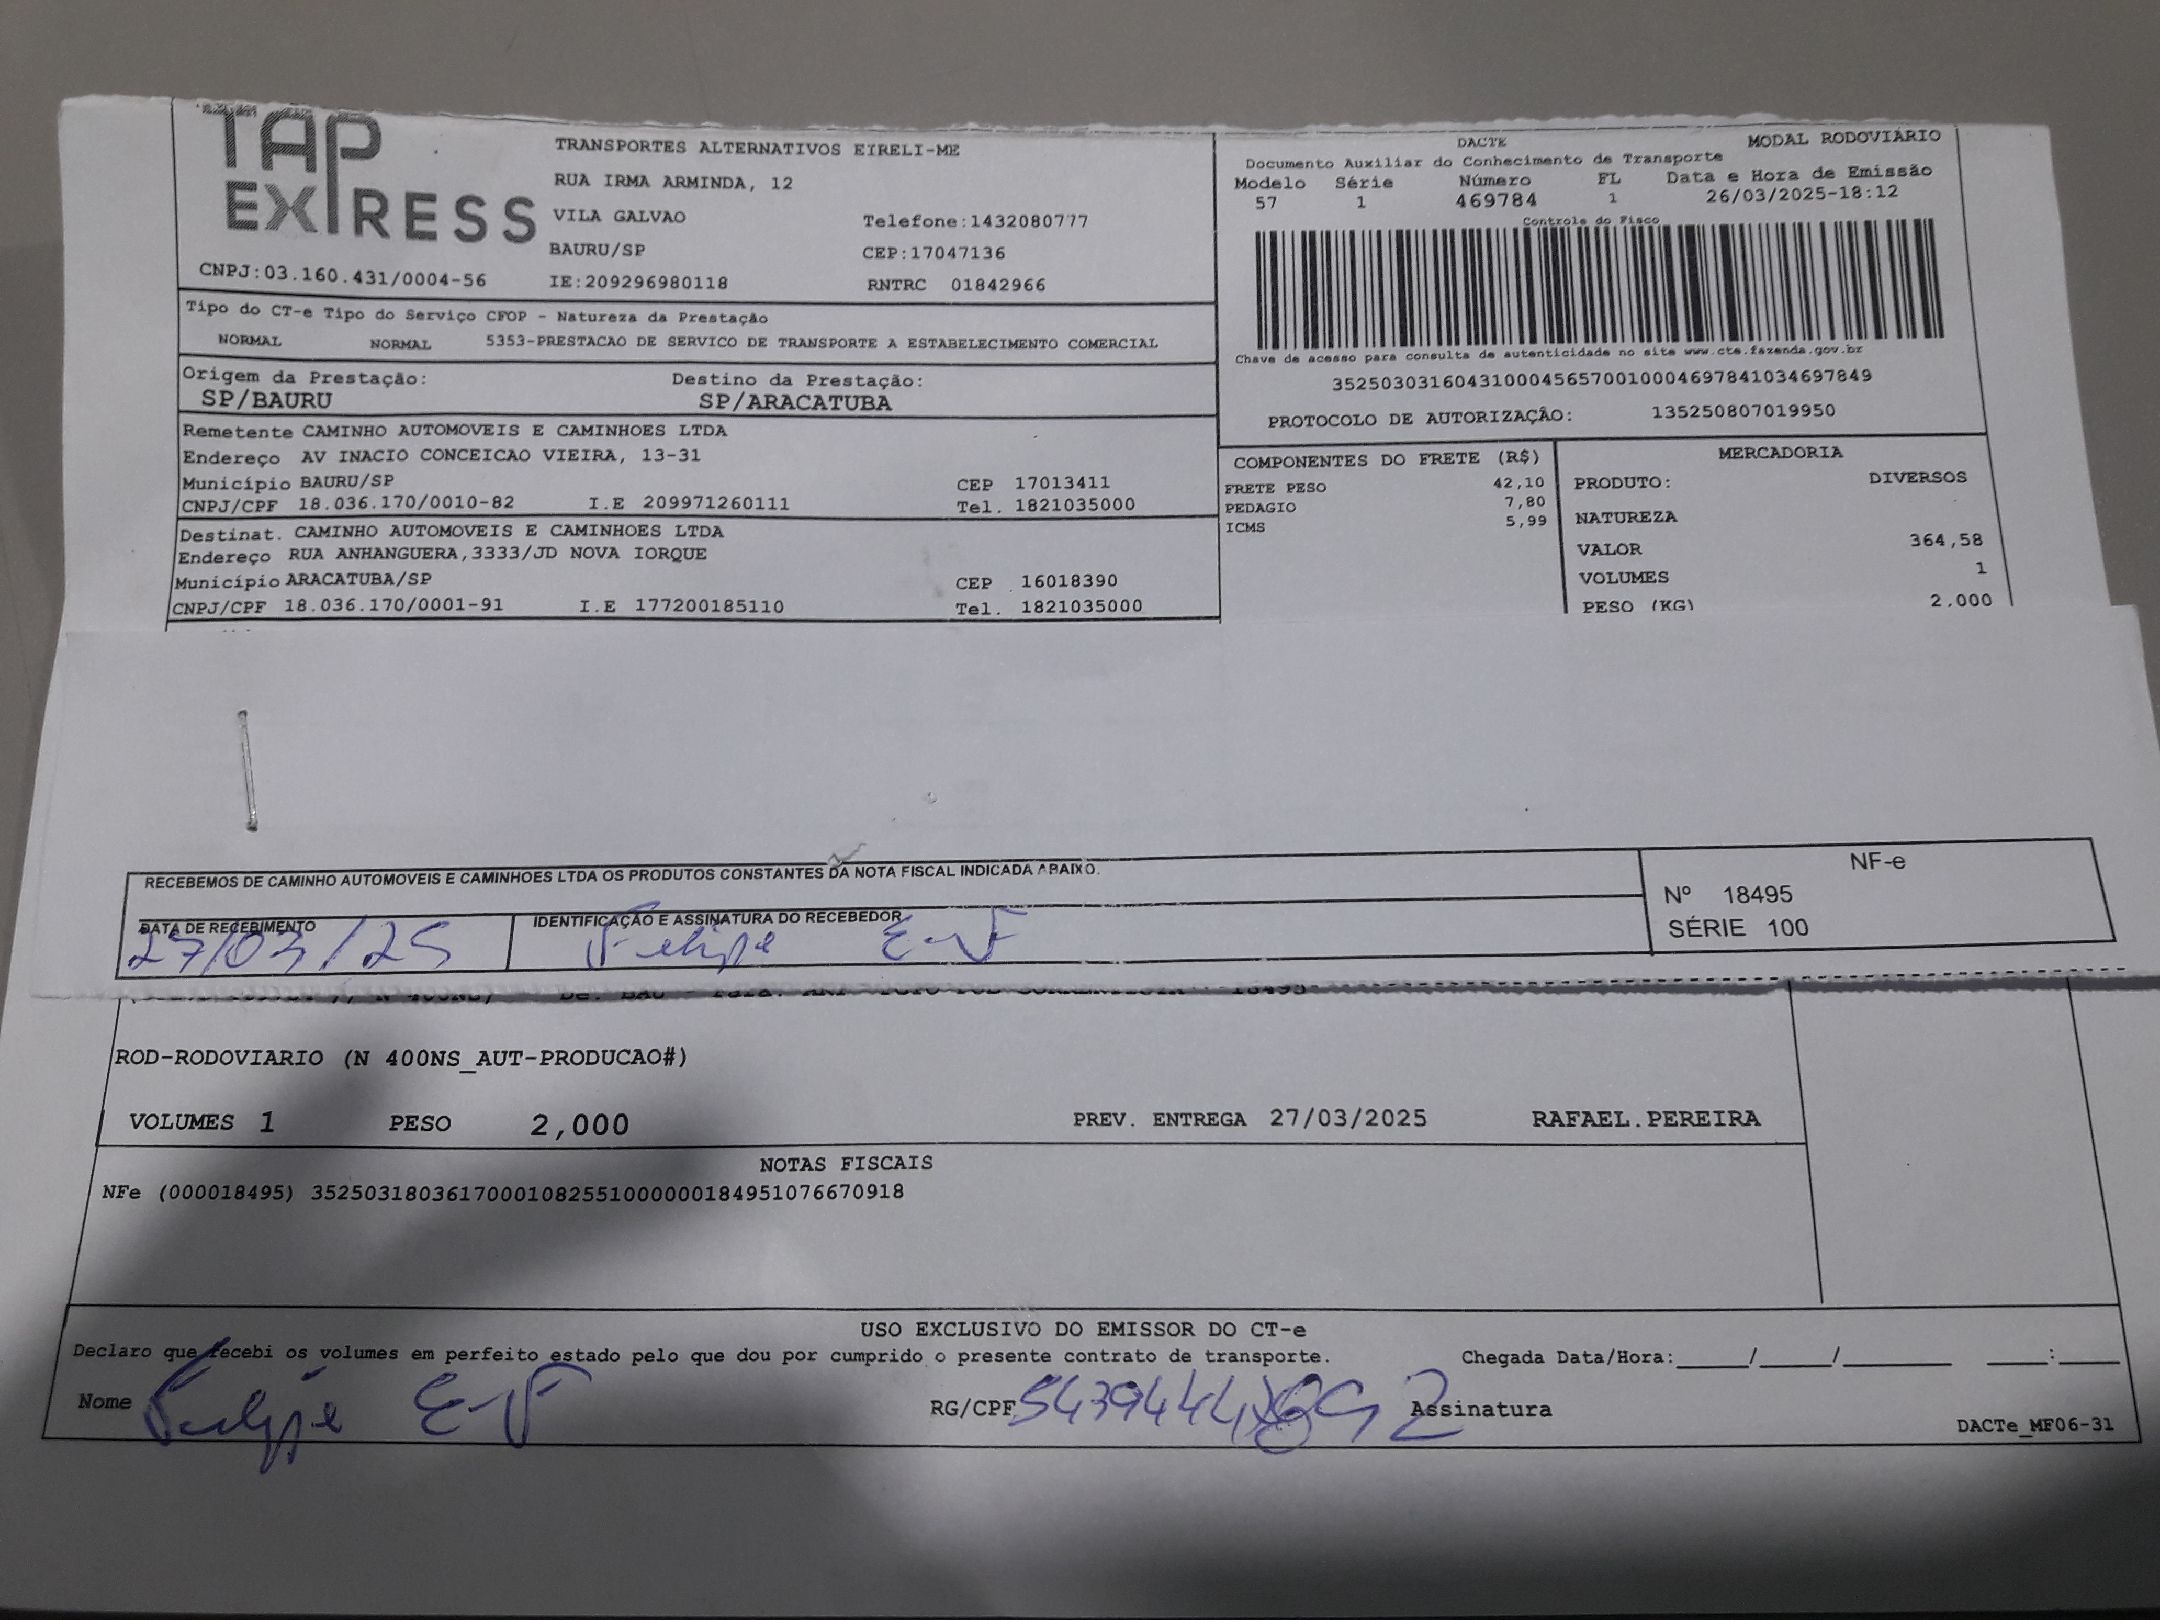 TAP
EXPRESS
TRANSPORTES ALTERNATIVOS EIRELI-ME
RUA IRMA ARMINDA, 12
VILA GALVAO Telefone:1432080777
BAURU/SP CEP:17047136
CNPJ:03.160.431/0004-56 IE:209296980118 RNTRC 01842966
DACTE MODAL RODOVIÁRIO
Documento Auxiliar do Conhecimento de Transporte
Modelo Série Número FL Data e Hora de Emissão
57 1 469784 1 26/03/2025-18:12
Controle do Fisco
Chave de acesso para consulta de autenticidade no site www.cte.fazenda.gov.br
35250303160431000456570010004697841034697849
PROTOCOLO DE AUTORIZAÇÃO: 135250807019950
Tipo do CT-e Tipo do Serviço CFOP - Natureza da Prestação
NORMAL NORMAL 5353-PRESTACAO DE SERVICO DE TRANSPORTE A ESTABELECIMENTO COMERCIAL
Origem da Prestação: Destino da Prestação:
SP/BAURU SP/ARACATUBA
Remetente CAMINHO AUTOMOVEIS E CAMINHOES LTDA
Endereço AV INACIO CONCEICAO VIEIRA, 13-31
Município BAURU/SP CEP 17013411
CNPJ/CPF 18.036.170/0010-82 I.E 209971260111 Tel. 1821035000
Destinat. CAMINHO AUTOMOVEIS E CAMINHOES LTDA
Endereço RUA ANHANGUERA,3333/JD NOVA IORQUE
Município ARACATUBA/SP CEP 16018390
CNPJ/CPF 18.036.170/0001-91 I.E 177200185110 Tel. 1821035000
COMPONENTES DO FRETE (R$)
FRETE PESO 42,10
PEDAGIO 7,80
ICMS 5,99
MERCADORIA
PRODUTO: DIVERSOS
NATUREZA
VALOR 364,58
VOLUMES 1
PESO (KG) 2,000
RECEBEMOS DE CAMINHO AUTOMOVEIS E CAMINHOES LTDA OS PRODUTOS CONSTANTES DA NOTA FISCAL INDICADA ABAIXO.
DATA DE RECEBIMENTO IDENTIFICAÇÃO E ASSINATURA DO RECEBEDOR
27/03/25 Felipe
NF-e
Nº 18495
SÉRIE 100
ROD-RODOVIARIO (N 400NS_AUT-PRODUCAO#)
VOLUMES 1 PESO 2,000 PREV. ENTREGA 27/03/2025 RAFAEL.PEREIRA
NOTAS FISCAIS
NFe (000018495) 35250318036170001082551000000184951076670918
USO EXCLUSIVO DO EMISSOR DO CT-e
Declaro que recebi os volumes em perfeito estado pelo que dou por cumprido o presente contrato de transporte. Chegada Data/Hora:_____/_____/________ ____:____
Nome Felipe RG/CPF Assinatura
DACTe_MF06-31